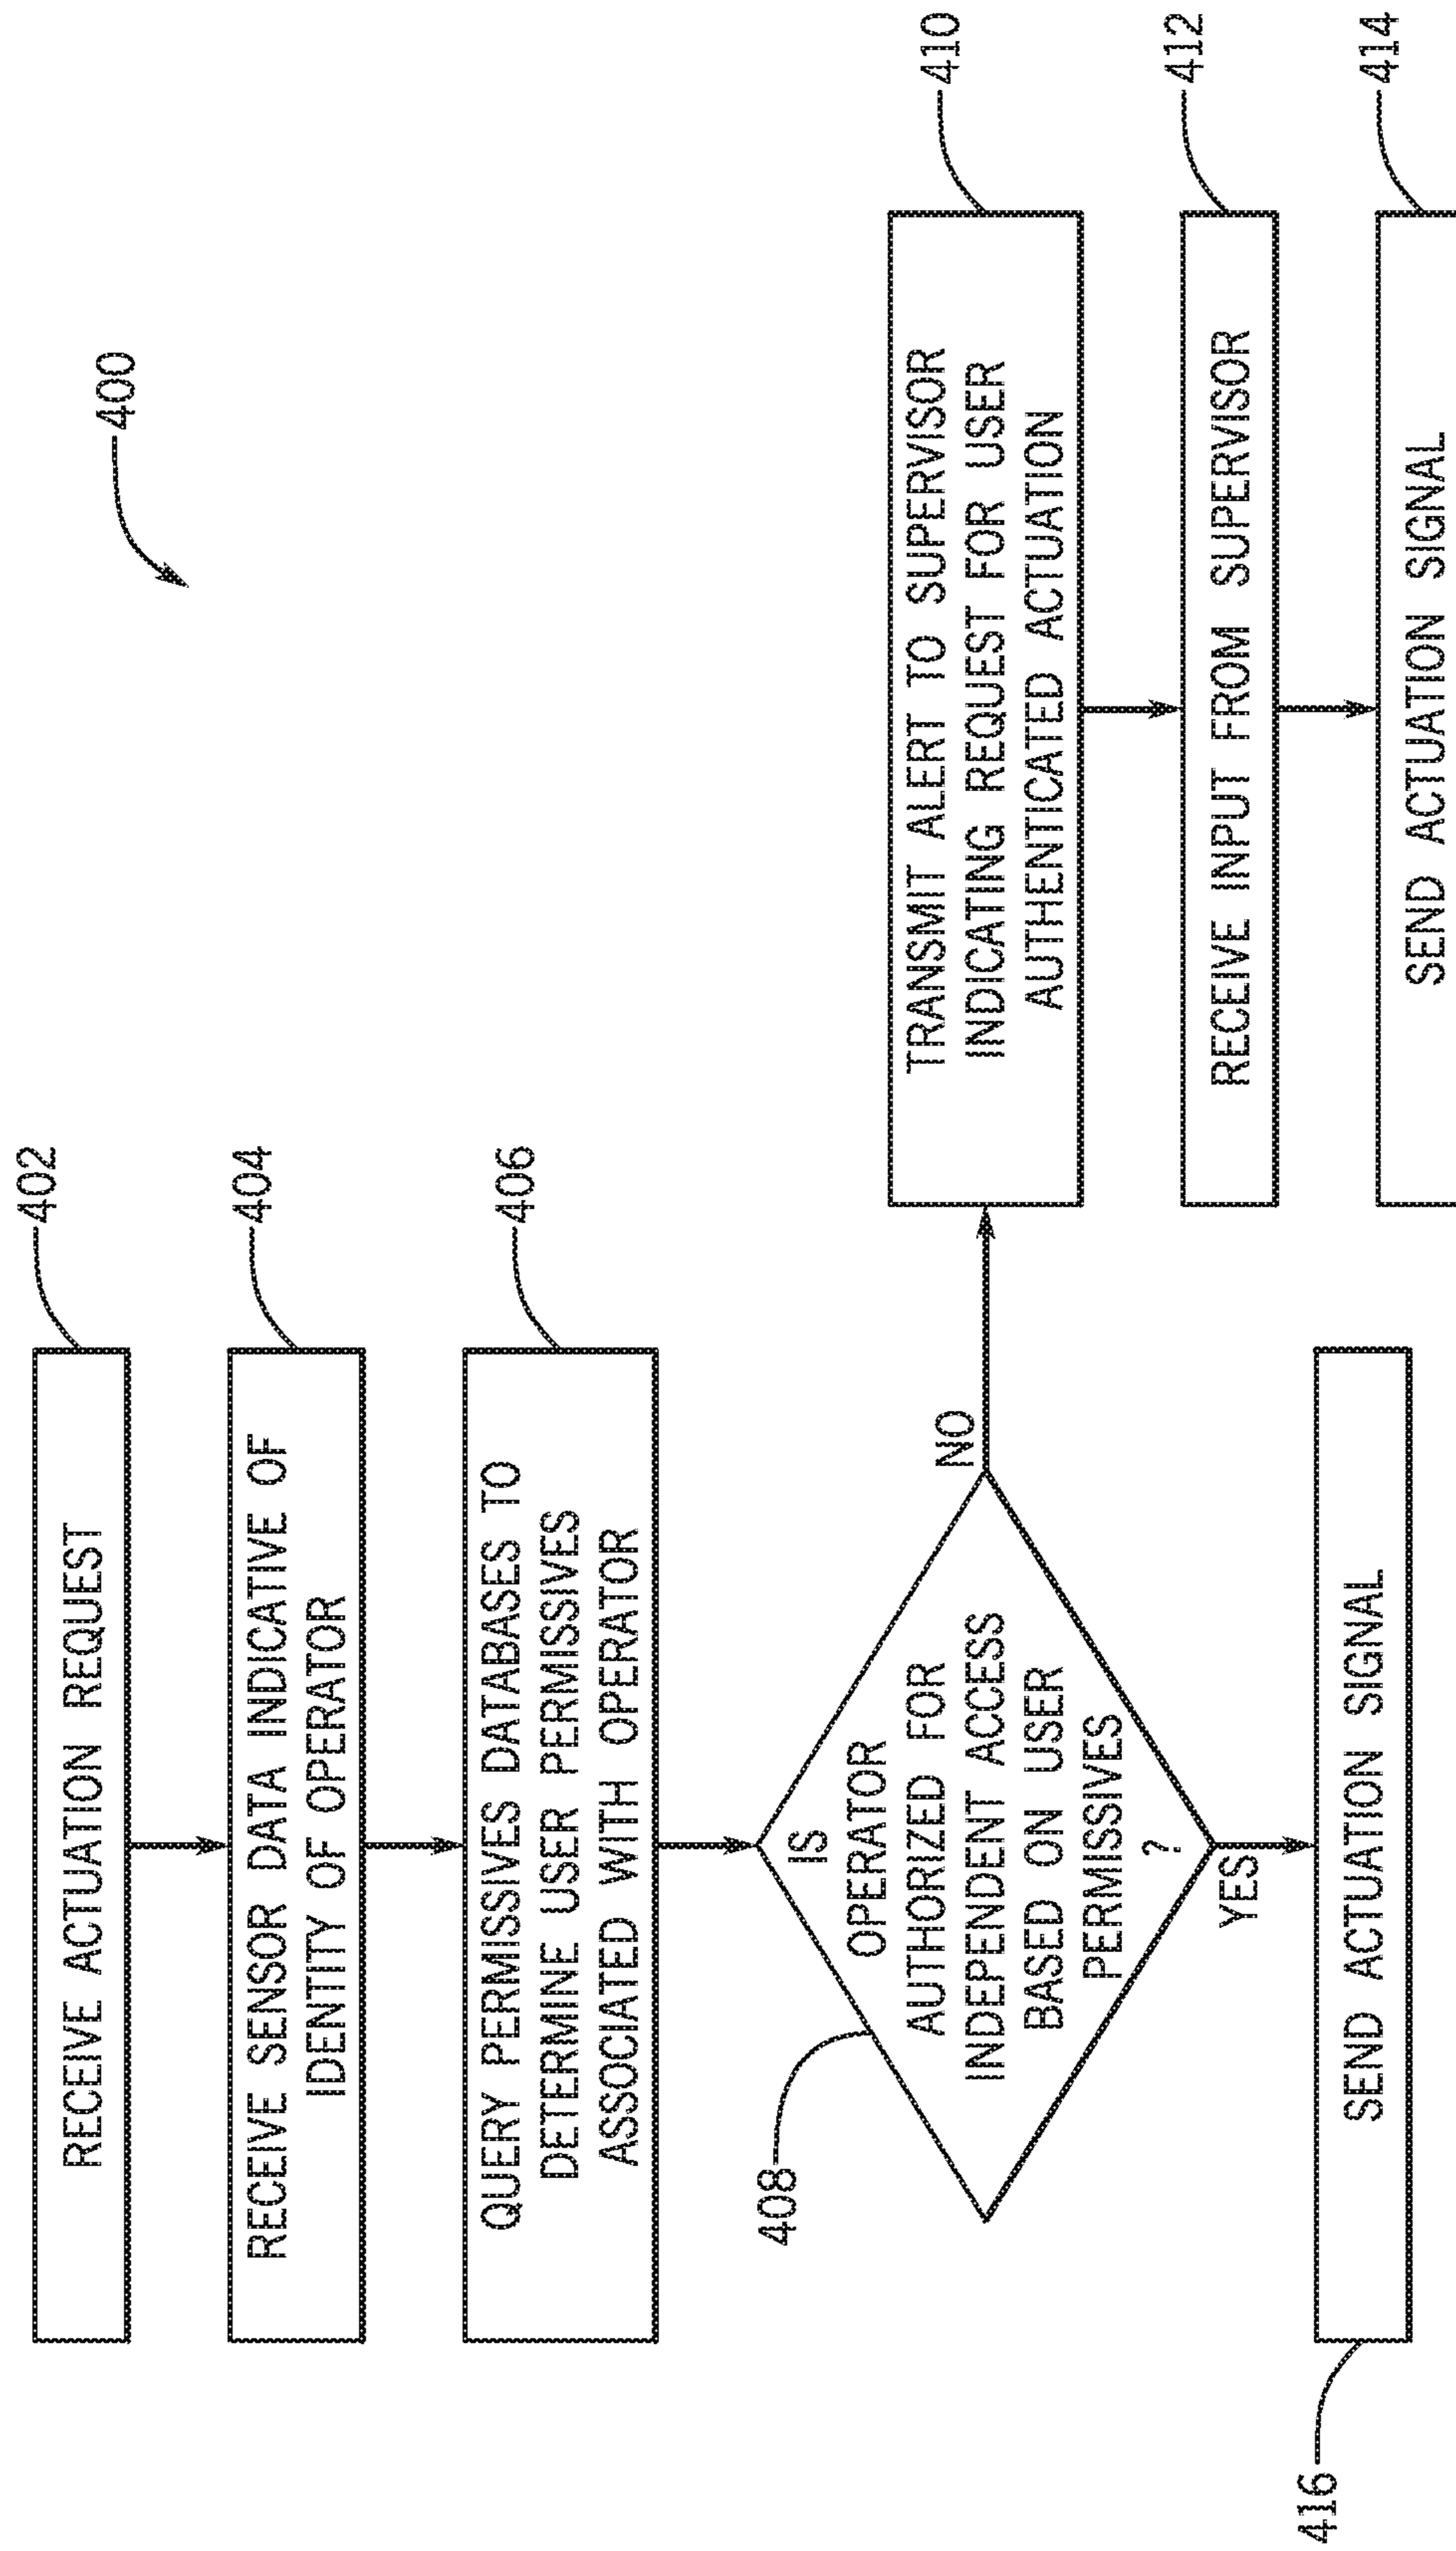 400
402
RECEIVE ACTUATION REQUEST
404
RECEIVE SENSOR DATA INDICATIVE OF
IDENTITY OF OPERATOR
406
QUERY PERMISSIVES DATABASES TO
DETERMINE USER PERMISSIVES
ASSOCIATED WITH OPERATOR
408
IS
OPERATOR
AUTHORIZED FOR
INDEPENDENT ACCESS
BASED ON USER
PERMISSIVES
?
NO
YES
410
TRANSMIT ALERT TO SUPERVISOR
INDICATING REQUEST FOR USER
AUTHENTICATED ACTUATION
412
RECEIVE INPUT FROM SUPERVISOR
414
SEND ACTUATION SIGNAL
416
SEND ACTUATION SIGNAL